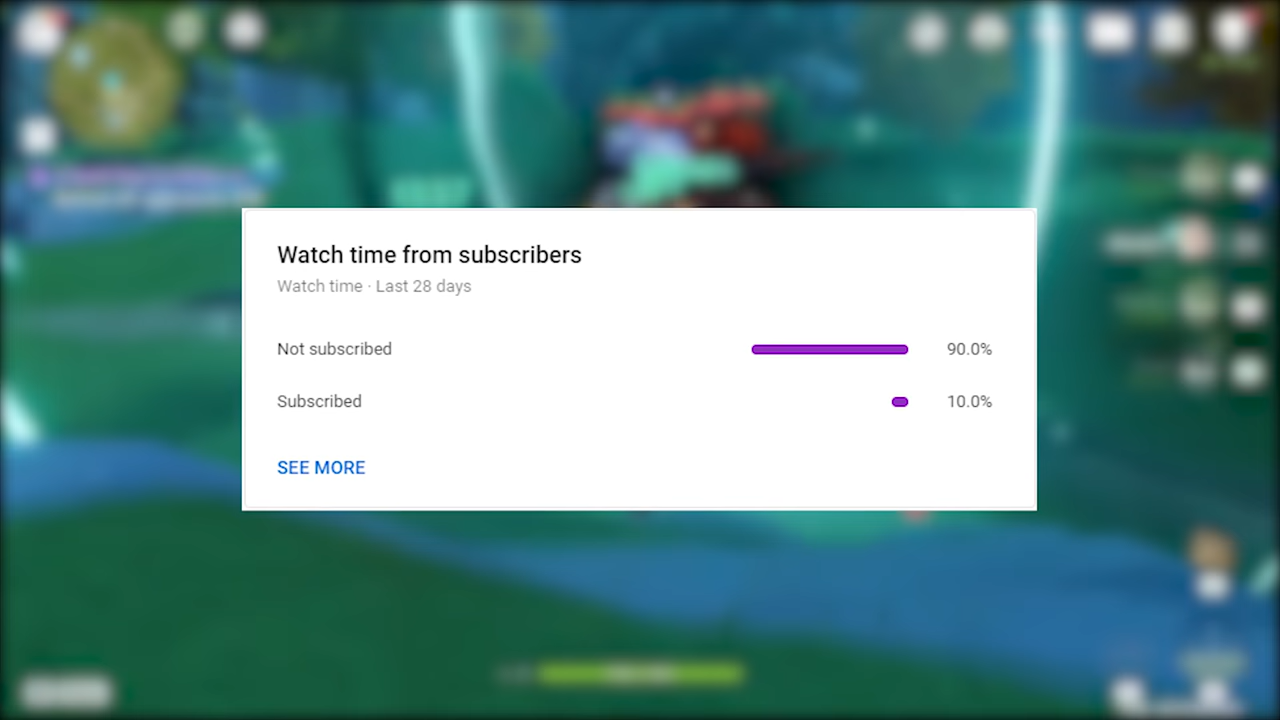 Watch time from subscribers
Watch time · Last 28 days
Not subscribed 90.0%
Subscribed 10.0%
SEE MORE